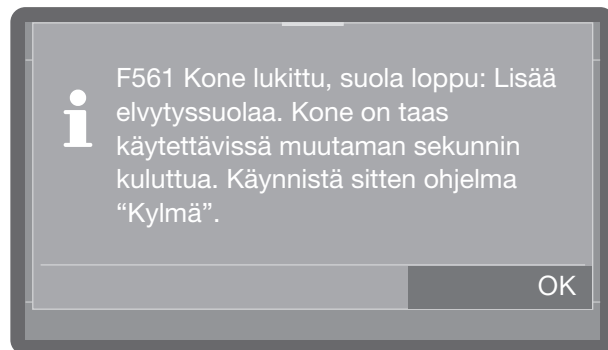 F561 Kone lukittu, suola loppu: Lisää
elvytyssuolaa. Kone on taas
käytettävissä muutaman sekunnin
kuluttua. Käynnistä sitten ohjelma
“Kylmä”.
OK